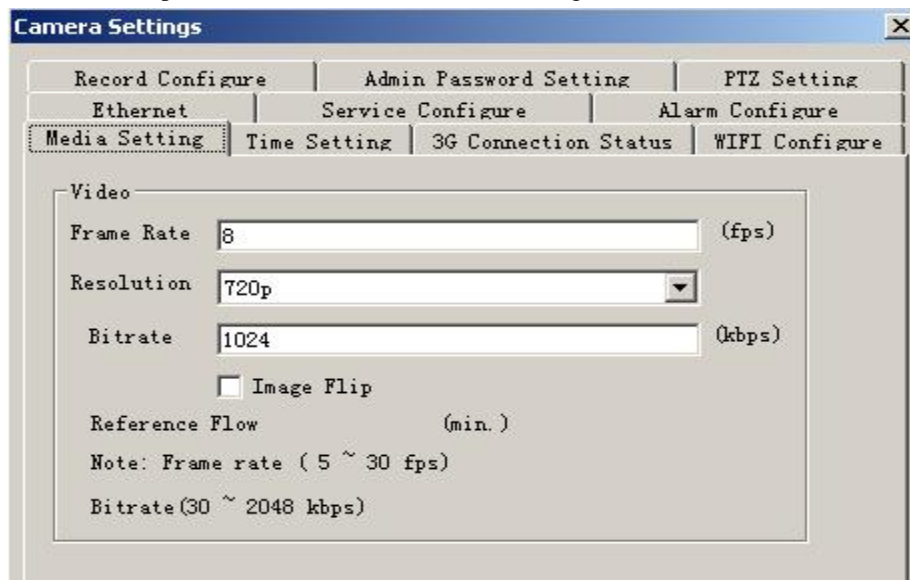 Camera Settings
Record Configure Admin Password Setting PTZ Setting
Ethernet Service Configure Alarm Configure
Media Setting Time Setting 3G Connection Status WIFI Configure
Video
Frame Rate 8 (fps)
Resolution 720p
Bitrate 1024 (kbps)
Image Flip
Reference Flow (min.)
Note: Frame rate ( 5 ~ 30 fps)
Bitrate(30 ~ 2048 kbps)